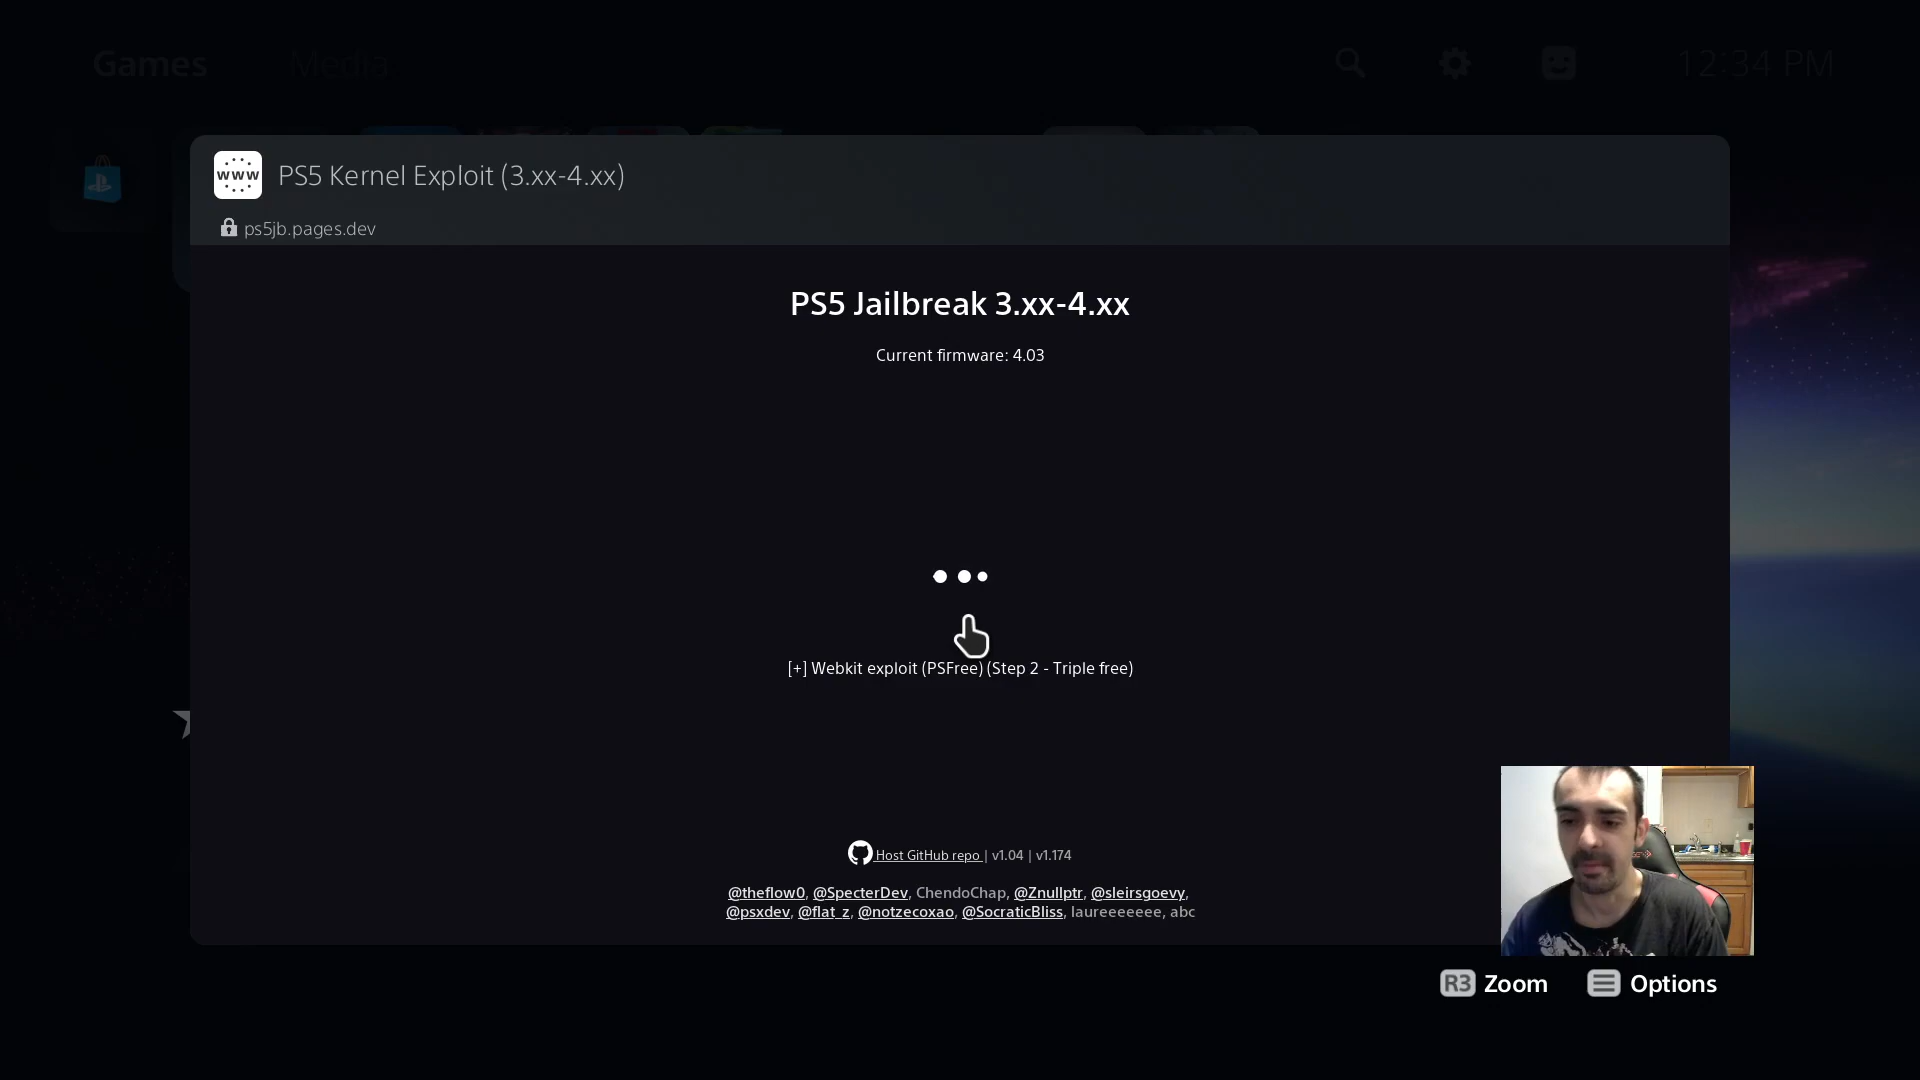 Games
Media
12:34 PM
www
PS5 Kernel Exploit (3.xx-4.xx)
ps5jb.pages.dev
PS5 Jailbreak 3.xx-4.xx
Current firmware: 4.03
[+] Webkit exploit (PSFree) (Step 2 - Triple free)
Host GitHub repo | v1.04 | v1.174
@theflow0, @SpecterDev, ChendoChap, @Znullptr, @sleirsgoevy,
@psxdev, @flat_z, @notzecoxao, @SocraticBliss, laureeeeeee, abc
R3 Zoom
Options